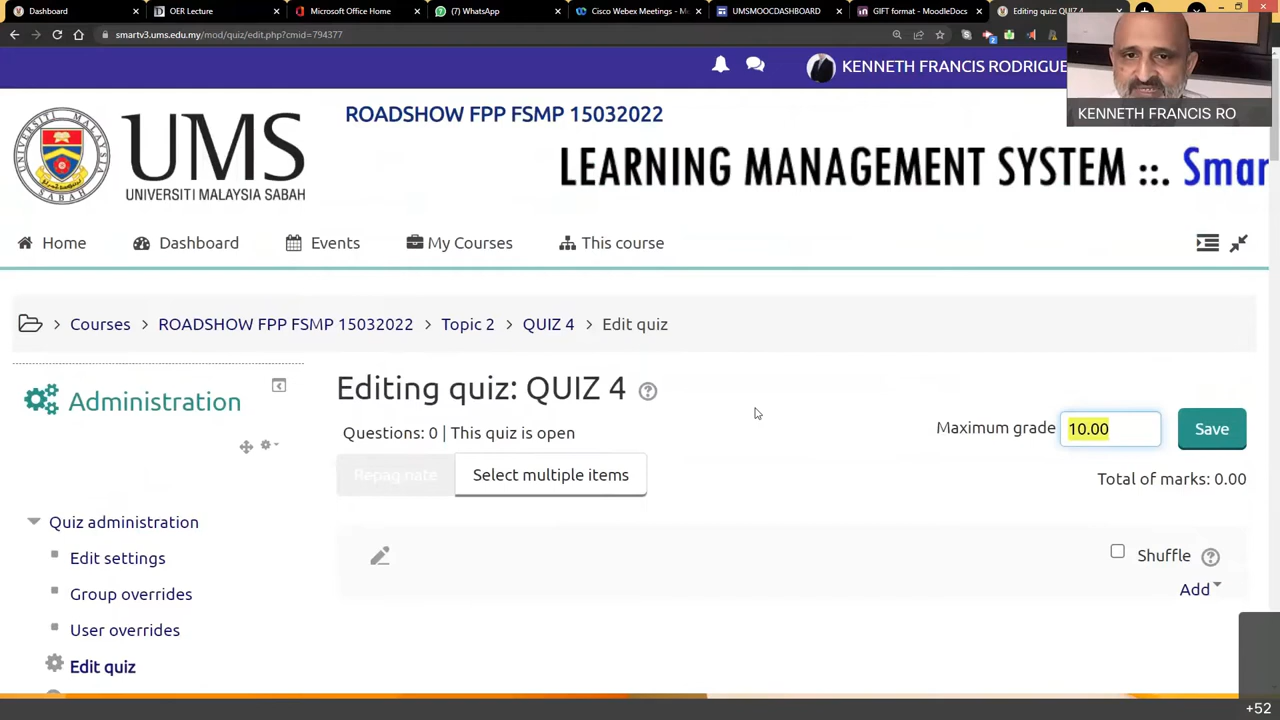 Dashboard
OER Lecture
Microsoft Office Home
(7) WhatsApp
Cisco Webex Meetings - M
UMSMOOCDASHBOARD
GIFT format - MoodleDocs
Editing quiz: QUIZ 4
smartv3.ums.edu.my/mod/quiz/edit.php?cmid=794377
KENNETH FRANCIS RODRIGUE
KENNETH FRANCIS RO
ROADSHOW FPP FSMP 15032022
UMS
UNIVERSITI MALAYSIA SABAH
LEARNING MANAGEMENT SYSTEM ::. Smar
Home
Dashboard
Events
My Courses
This course
Courses > ROADSHOW FPP FSMP 15032022 > Topic 2 > QUIZ 4 > Edit quiz
Administration
Editing quiz: QUIZ 4
Questions: 0 | This quiz is open
Maximum grade 10.00 Save
Repaginate
Select multiple items
Total of marks: 0.00
Shuffle
Add
Quiz administration
Edit settings
Group overrides
User overrides
Edit quiz
+52